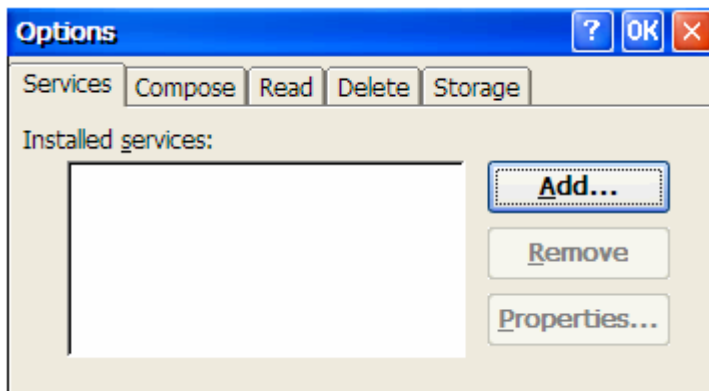 Options ? OK ×
Services Compose Read Delete Storage
Installed services:
Add...
Remove
Properties...